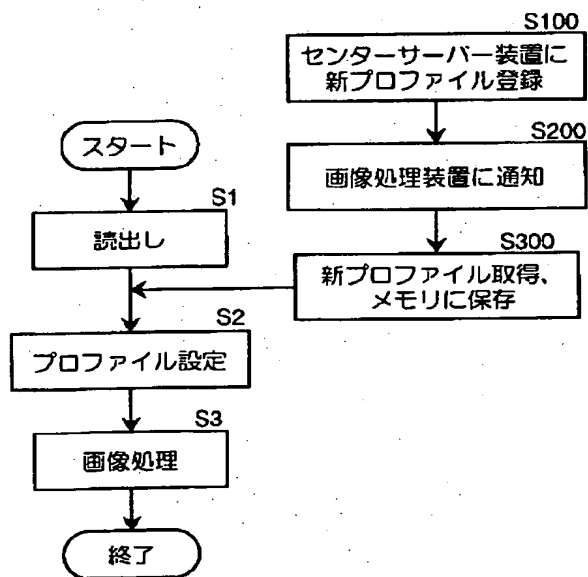 S100
センターサーバー装置に
新プロファイル登録
スタート
S200
画像処理装置に通知
S1
読出し
S300
新プロファイル取得、
メモリに保存
S2
プロファイル設定
S3
画像処理
終了